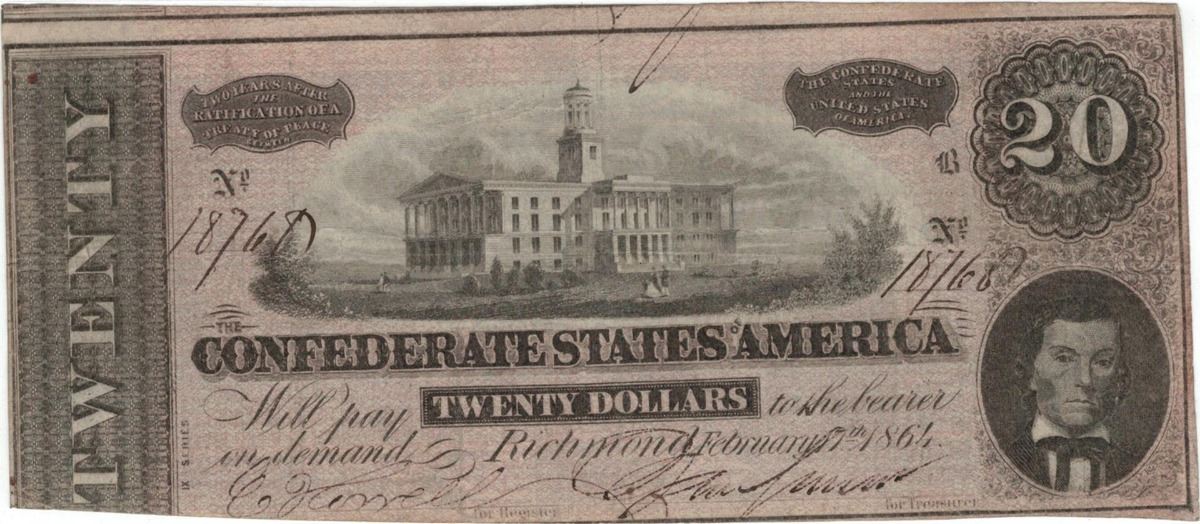 TWENTY
TWO YEARS AFTER
THE
RATIFICATION OF A
TREATY OF PEACE
BETWEEN
THE CONFEDERATE
STATES
AND THE
UNITED STATES
OF AMERICA.
20
B
No.
18768
No.
18768
THE
CONFEDERATE STATES OF AMERICA
Will pay TWENTY DOLLARS to the bearer
on demand Richmond February 17th 1864.
IX SERIES
for Register
for Treasurer